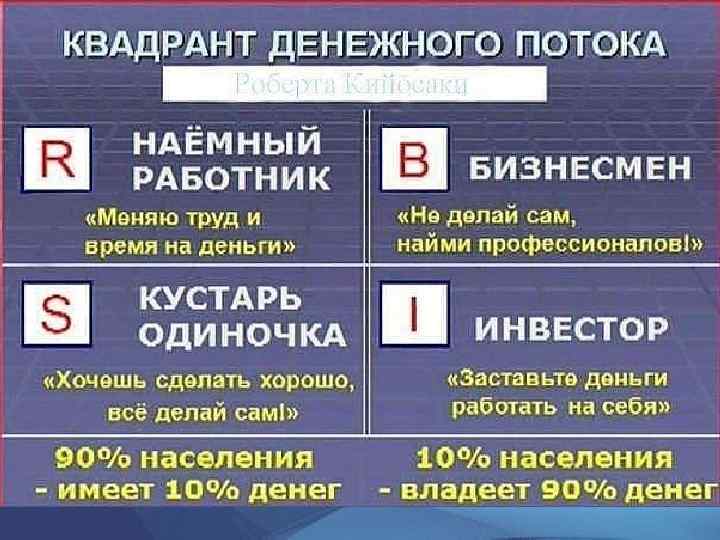 КВАДРАНТ ДЕНЕЖНОГО ПОТОКА
Роберта Кийосаки
R
НАЁМНЫЙ
РАБОТНИК
«Меняю труд и
время на деньги»
B
БИЗНЕСМЕН
«Не делай сам,
найми профессионалов!»
S
КУСТАРЬ
ОДИНОЧКА
«Хочешь сделать хорошо,
всё делай сам!»
I
ИНВЕСТОР
«Заставьте деньги
работать на себя»
90% населения
- имеет 10% денег
10% населения
- владеет 90% денег